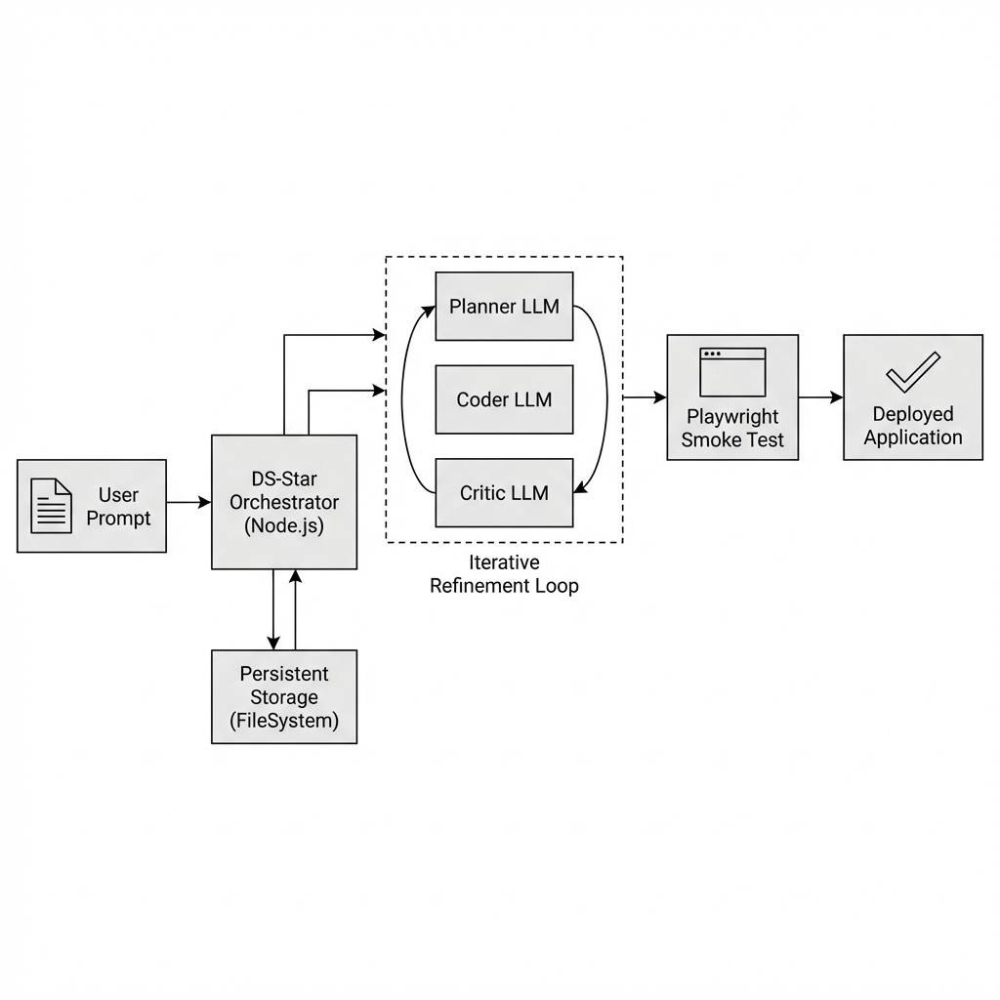 User
Prompt
DS-Star
Orchestrator
(Node.js)
Persistent
Storage
(FileSystem)
Planner LLM
Coder LLM
Critic LLM
Iterative
Refinement Loop
Playwright
Smoke Test
Deployed
Application